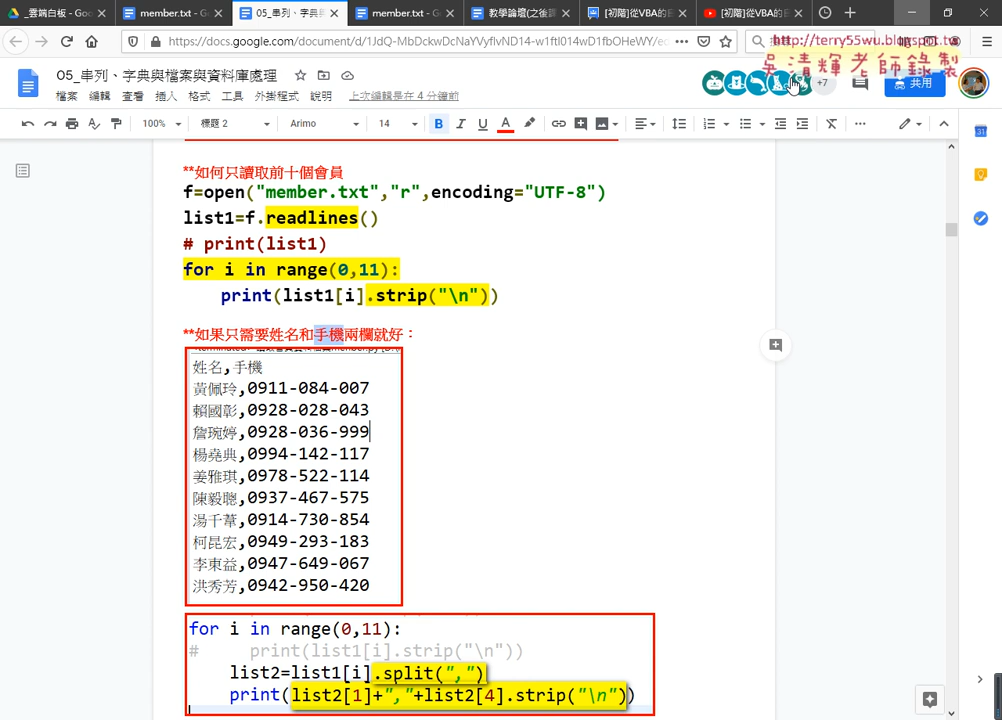 _雲端白板 - Goo
member.txt - G
05_串列、字典與
member.txt - Go
教學論壇(之後課
[初階]從VBA的E
[初階]從VBA的E
https://docs.google.com/document/d/1JdQ-MbDckwDcNaYVyflvND14-w1ftI014wD1fbOHeWY/ec
http://terry55wu.blogspot.tw
吳清輝老師錄製
O5_串列、字典與檔案與資料庫處理
+7
共用
檔案 編輯 查看 插入 格式 工具 外掛程式 說明 上次編輯是在 4 分鐘前
100% 標題 2 Arimo 14 B I U A
**如何只讀取前十個會員
f=open("member.txt","r",encoding="UTF-8")
list1=f.readlines()
# print(list1)
for i in range(0,11):
print(list1[i].strip("\n"))
**如果只需要姓名和手機兩欄就好：
姓名,手機
黃佩玲,0911-084-007
賴國彰,0928-028-043
詹琬婷,0928-036-999
楊堯典,0994-142-117
姜雅琪,0978-522-114
陳毅聰,0937-467-575
湯千葦,0914-730-854
柯昆宏,0949-293-183
李東益,0947-649-067
洪秀芳,0942-950-420
for i in range(0,11):
# print(list1[i].strip("\n"))
list2=list1[i].split(",")
print(list2[1]+","+list2[4].strip("\n"))